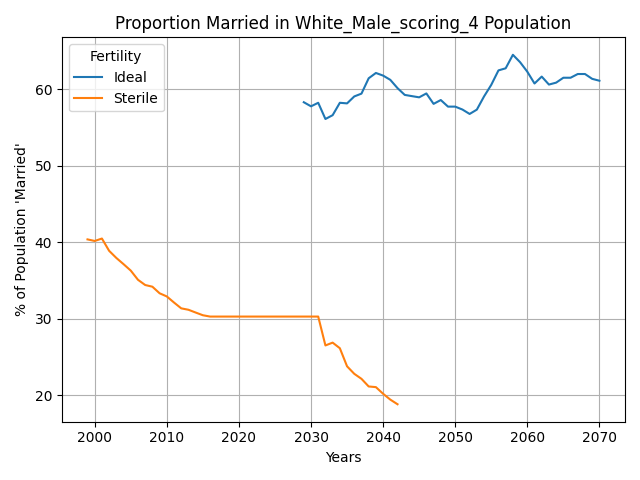 Proportion Married in White_Male_scoring_4 Population
% of Population 'Married'
60
50
40
30
20
Fertility
Ideal
Sterile
2000 2010 2020 2030 2040 2050 2060 2070
Years